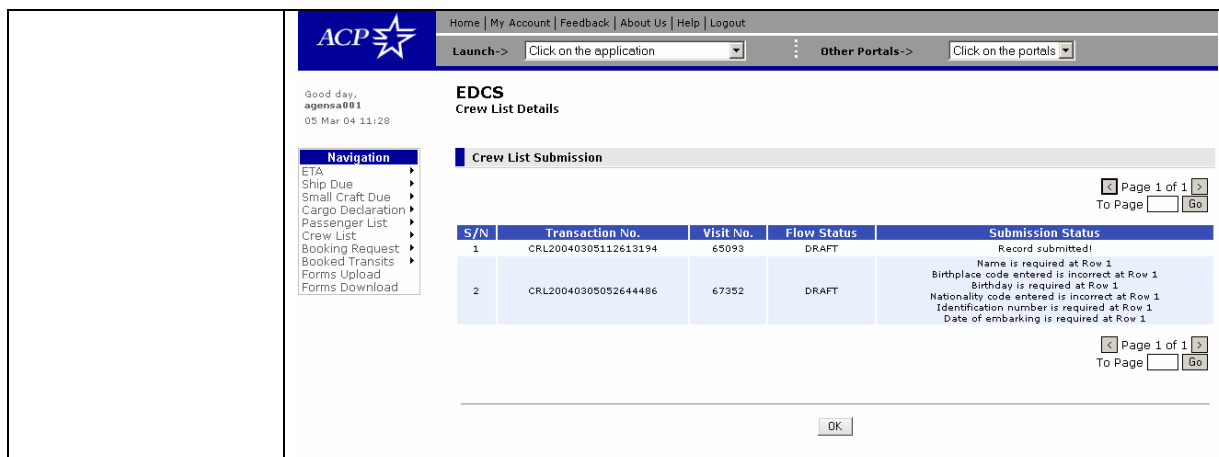 ACP
Home | My Account | Feedback | About Us | Help | Logout
Launch-> Click on the application Other Portals-> Click on the portals
Good day,
agensa001
05 Mar 04 11:28
EDCS
Crew List Details
Navigation
ETA
Ship Due
Small Craft Due
Cargo Declaration
Passenger List
Crew List
Booking Request
Booked Transits
Forms Upload
Forms Download
Crew List Submission
< Page 1 of 1 >
To Page Go
S/N Transaction No. Visit No. Flow Status Submission Status
1 CRL20040305112613194 65093 DRAFT Record submitted!
2 CRL20040305052644486 67352 DRAFT Name is required at Row 1
Birthplace code entered is incorrect at Row 1
Birthday is required at Row 1
Nationality code entered is incorrect at Row 1
Identification number is required at Row 1
Date of embarking is required at Row 1
< Page 1 of 1 >
To Page Go
OK